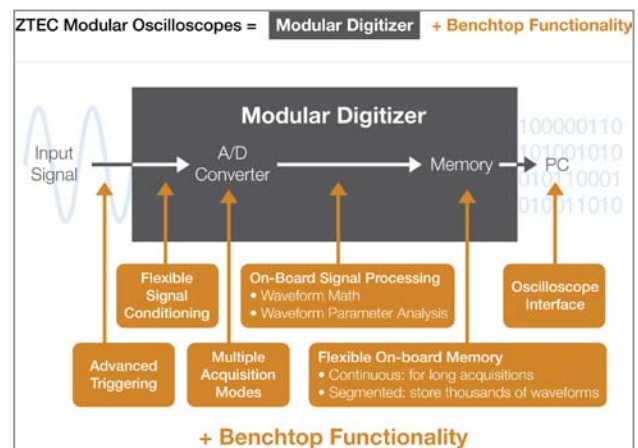 ZTEC Modular Oscilloscopes = Modular Digitizer + Benchtop Functionality
Modular Digitizer
Input
Signal
A/D
Converter
Memory
PC
100000110
101001010
010110001
010011010
Flexible
Signal
Conditioning
On-Board Signal Processing
• Waveform Math
• Waveform Parameter Analysis
Oscilloscope
Interface
Advanced
Triggering
Multiple
Acquisition
Modes
Flexible On-board Memory
• Continuous: for long acquisitions
• Segmented: store thousands of waveforms
+ Benchtop Functionality